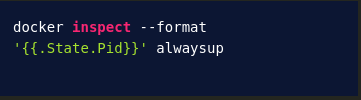 docker inspect --format
'{{.State.Pid}}' alwaysup